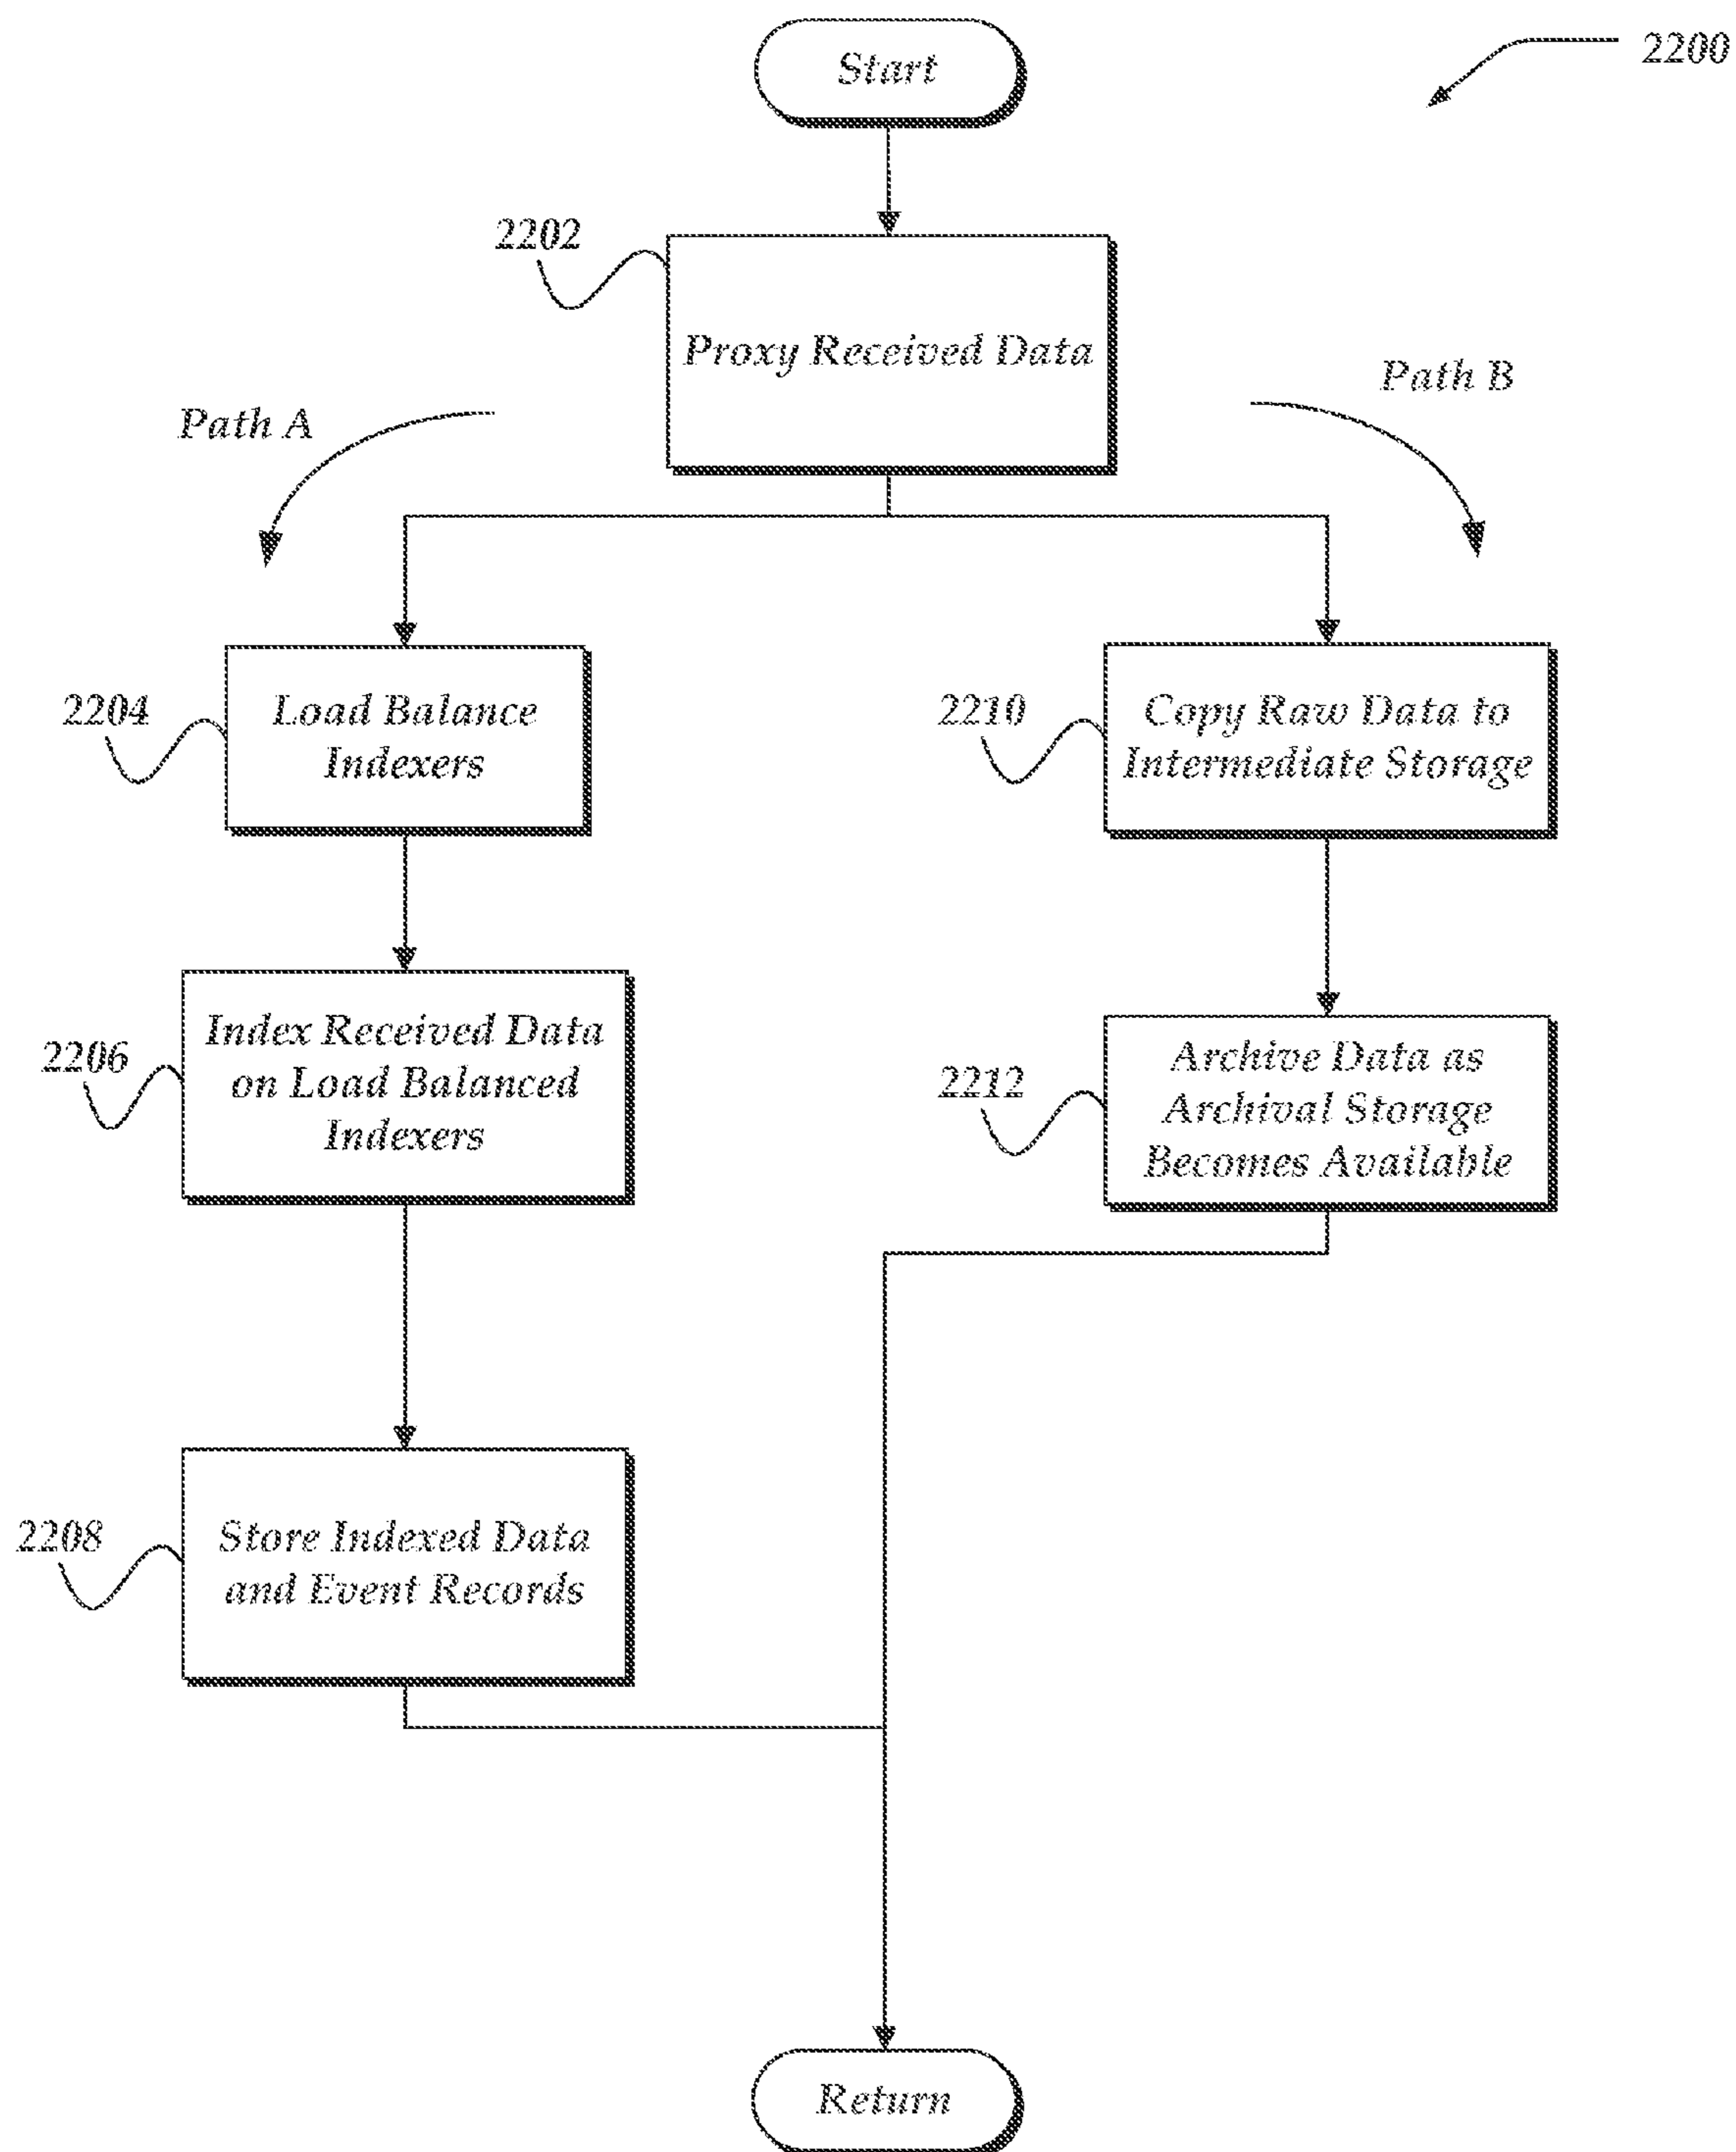 Start
2200
2202
Proxy Received Data
Path A
Path B
2204
Load Balance
Indexers
2210
Copy Raw Data to
Intermediate Storage
2206
Index Received Data
on Load Balanced
Indexers
2212
Archive Data as
Archival Storage
Becomes Available
2208
Store Indexed Data
and Event Records
Return